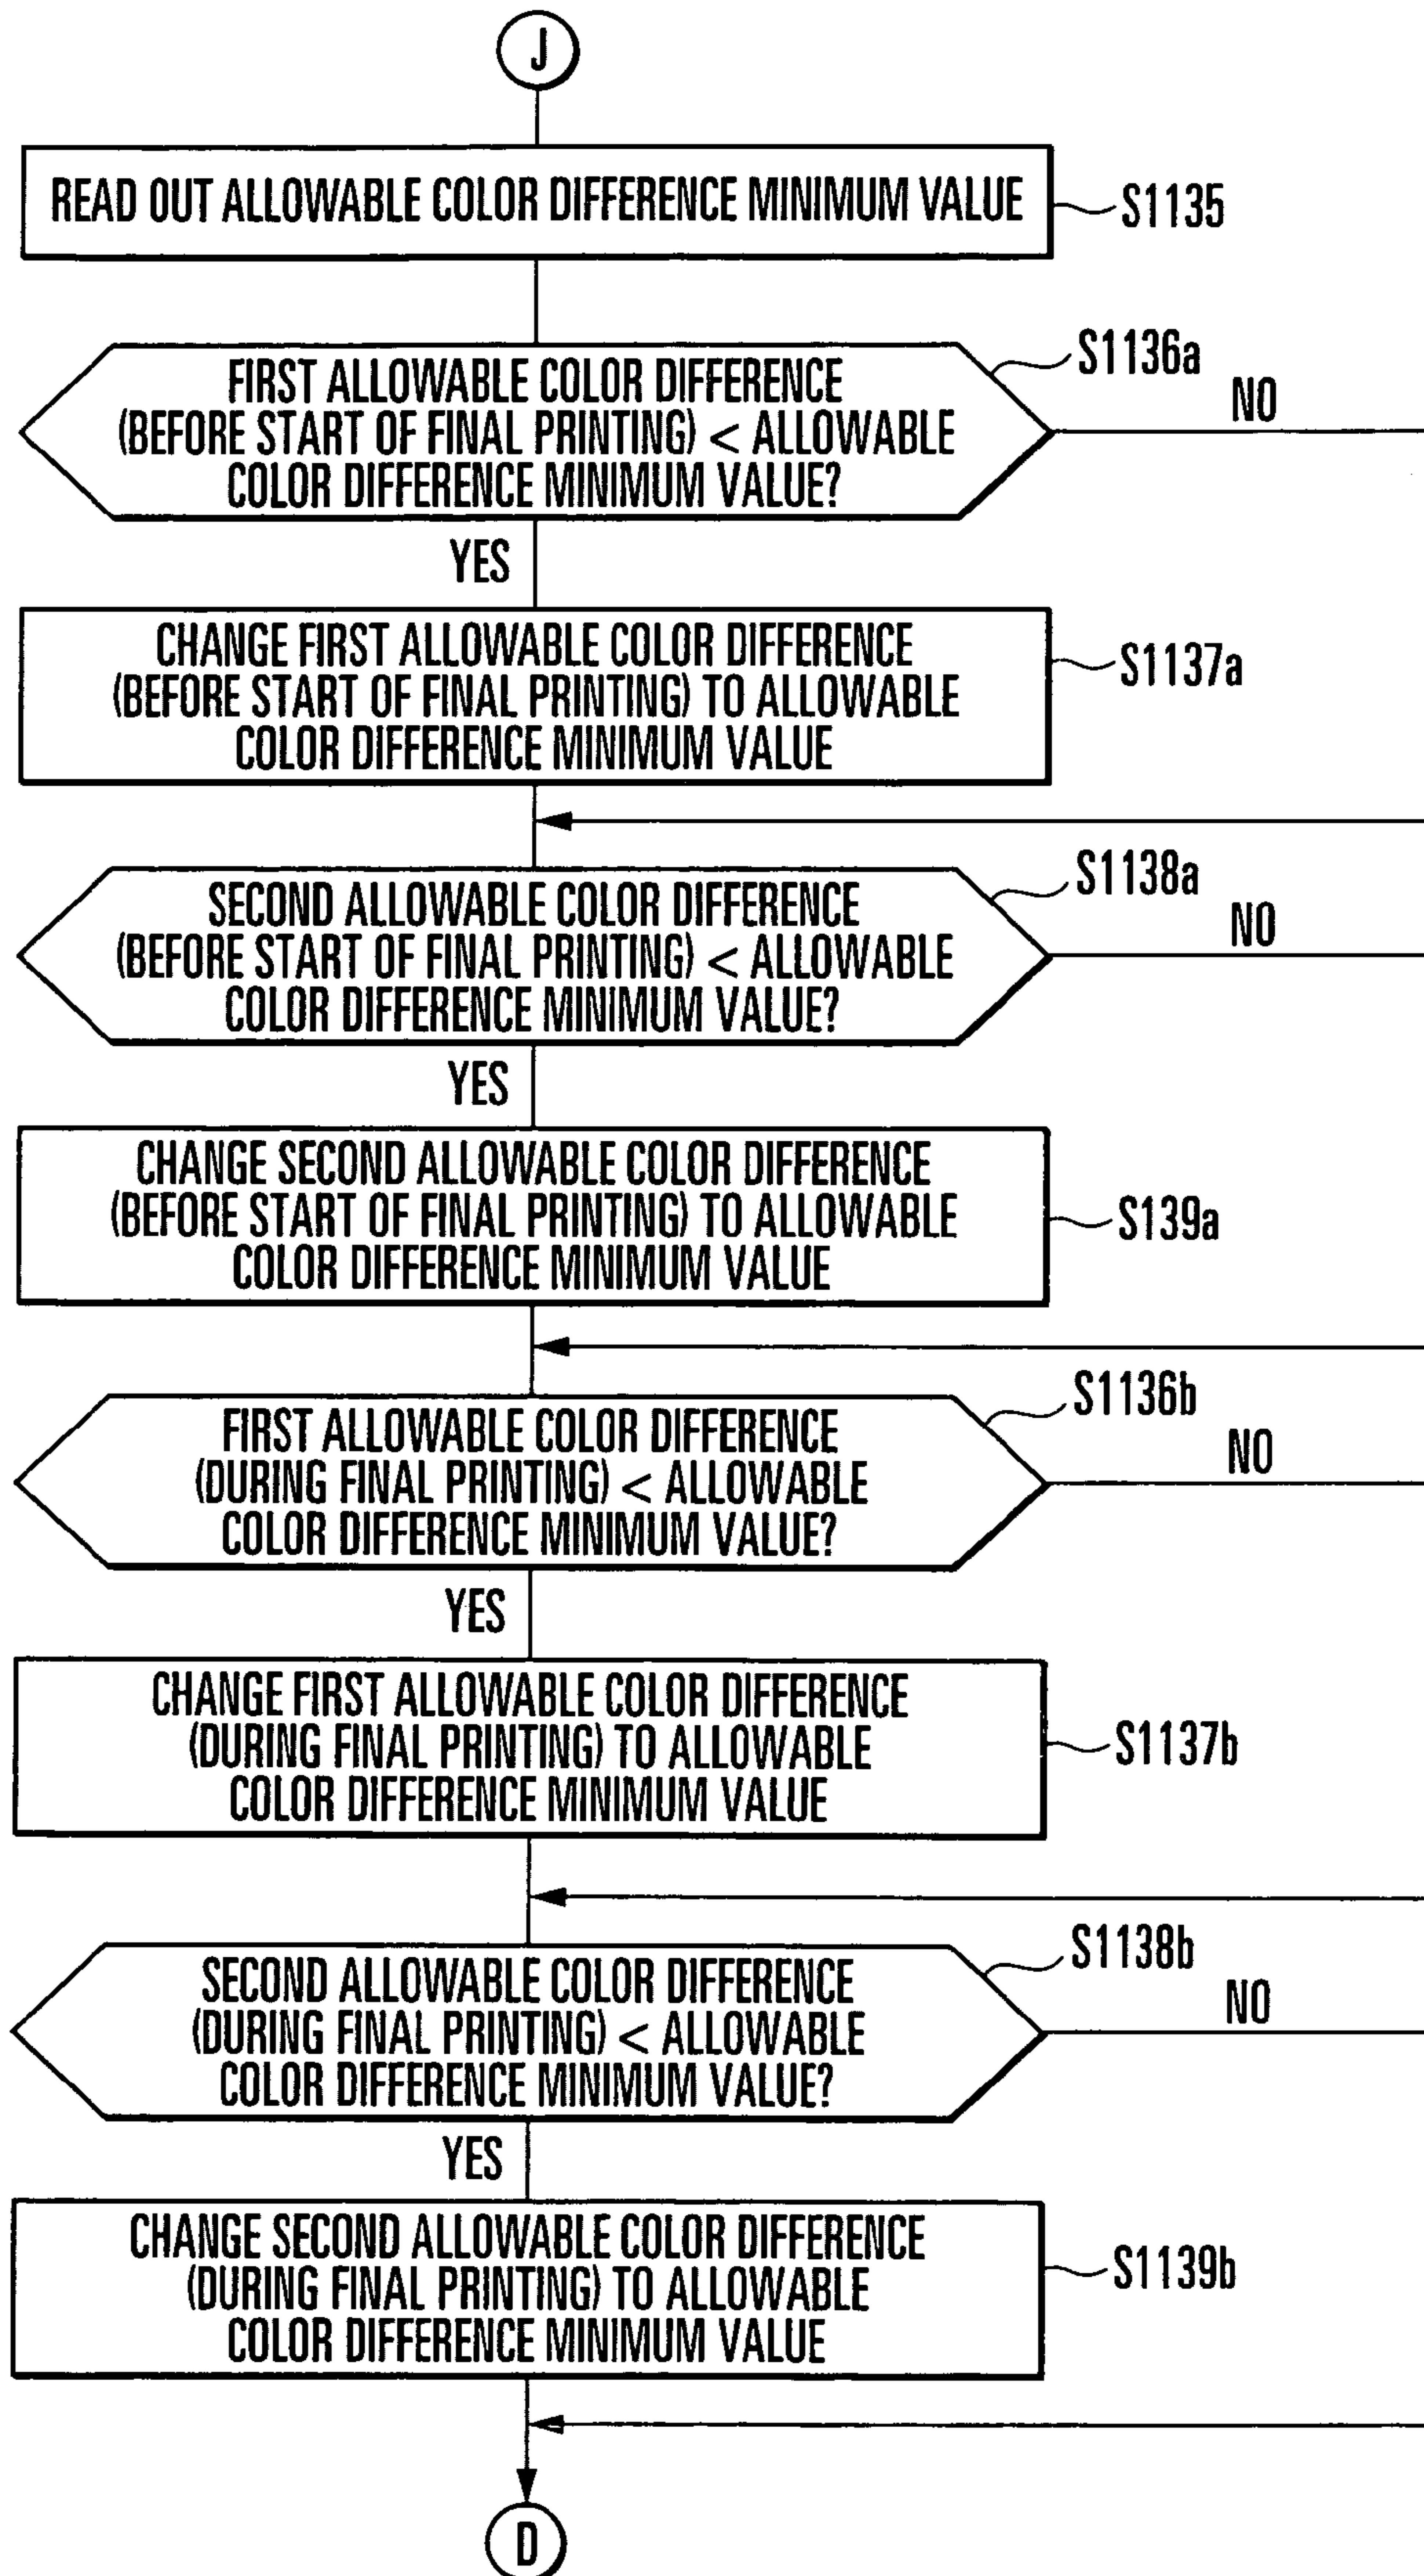 J
READ OUT ALLOWABLE COLOR DIFFERENCE MINIMUM VALUE
S1135
FIRST ALLOWABLE COLOR DIFFERENCE
(BEFORE START OF FINAL PRINTING) < ALLOWABLE
COLOR DIFFERENCE MINIMUM VALUE?
S1136a
NO
YES
CHANGE FIRST ALLOWABLE COLOR DIFFERENCE
(BEFORE START OF FINAL PRINTING) TO ALLOWABLE
COLOR DIFFERENCE MINIMUM VALUE
S1137a
SECOND ALLOWABLE COLOR DIFFERENCE
(BEFORE START OF FINAL PRINTING) < ALLOWABLE
COLOR DIFFERENCE MINIMUM VALUE?
S1138a
NO
YES
CHANGE SECOND ALLOWABLE COLOR DIFFERENCE
(BEFORE START OF FINAL PRINTING) TO ALLOWABLE
COLOR DIFFERENCE MINIMUM VALUE
S139a
FIRST ALLOWABLE COLOR DIFFERENCE
(DURING FINAL PRINTING) < ALLOWABLE
COLOR DIFFERENCE MINIMUM VALUE?
S1136b
NO
YES
CHANGE FIRST ALLOWABLE COLOR DIFFERENCE
(DURING FINAL PRINTING) TO ALLOWABLE
COLOR DIFFERENCE MINIMUM VALUE
S1137b
SECOND ALLOWABLE COLOR DIFFERENCE
(DURING FINAL PRINTING) < ALLOWABLE
COLOR DIFFERENCE MINIMUM VALUE?
S1138b
NO
YES
CHANGE SECOND ALLOWABLE COLOR DIFFERENCE
(DURING FINAL PRINTING) TO ALLOWABLE
COLOR DIFFERENCE MINIMUM VALUE
S1139b
D